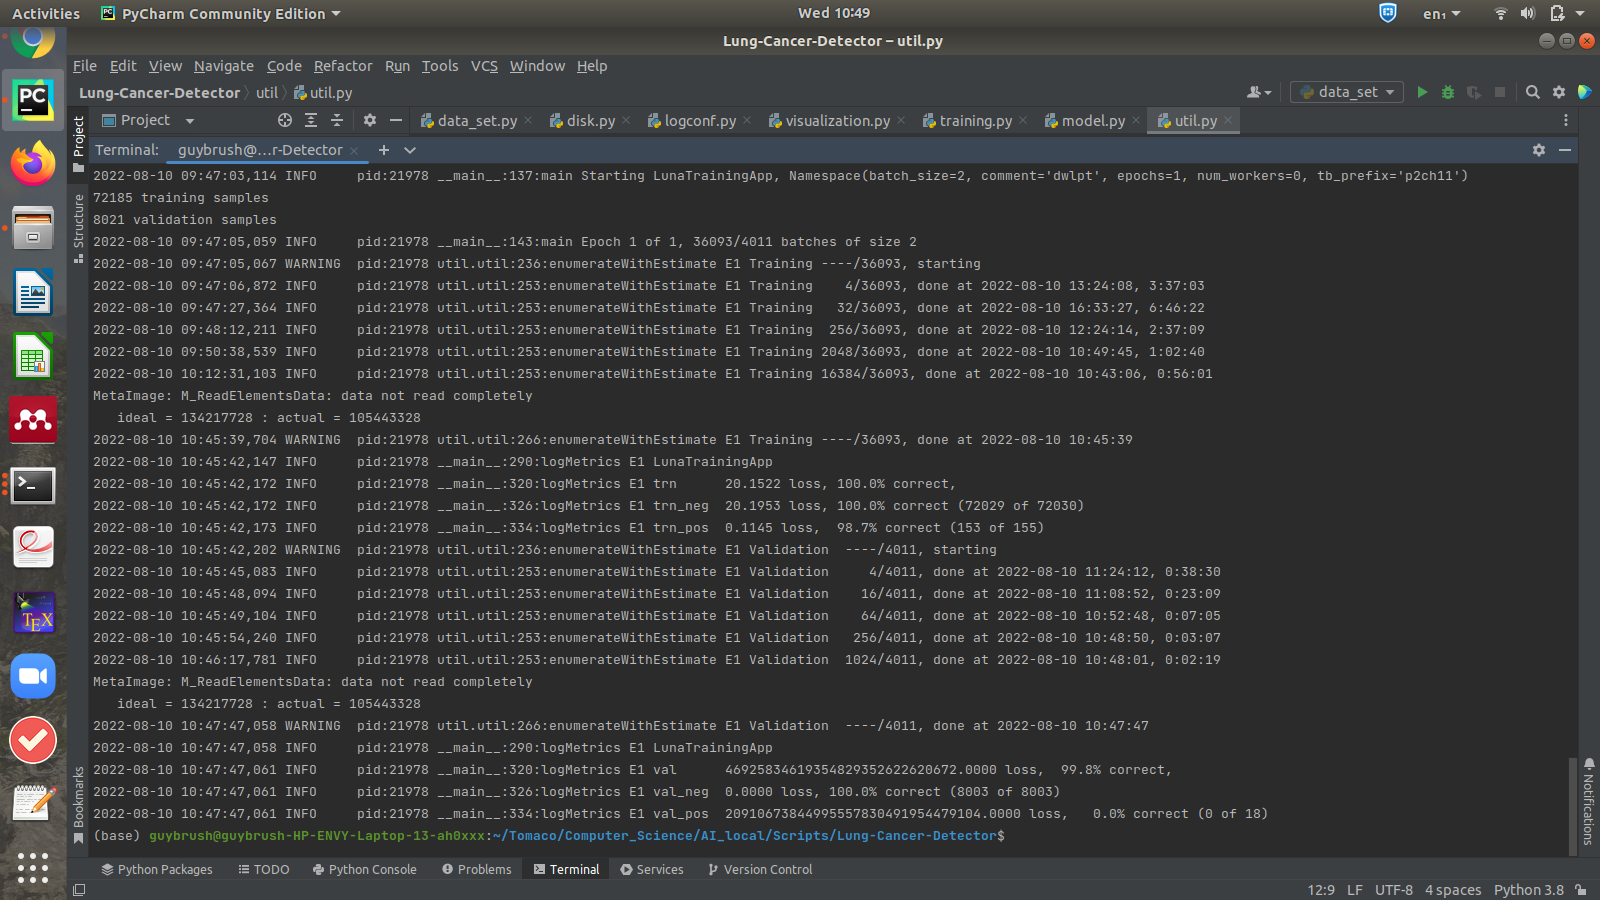 Activities PyCharm Community Edition Wed 10:49 en₁
Lung-Cancer-Detector – util.py
File Edit View Navigate Code Refactor Run Tools VCS Window Help
Lung-Cancer-Detector util util.py data_set
Project data_set.py disk.py logconf.py visualization.py training.py model.py util.py
Project
Structure
Bookmarks
Notifications
Terminal: guybrush@...r-Detector
2022-08-10 09:47:03,114 INFO pid:21978 __main__:137:main Starting LunaTrainingApp, Namespace(batch_size=2, comment='dwlpt', epochs=1, num_workers=0, tb_prefix='p2ch11')
72185 training samples
8021 validation samples
2022-08-10 09:47:05,059 INFO pid:21978 __main__:143:main Epoch 1 of 1, 36093/4011 batches of size 2
2022-08-10 09:47:05,067 WARNING pid:21978 util.util:236:enumerateWithEstimate E1 Training ----/36093, starting
2022-08-10 09:47:06,872 INFO pid:21978 util.util:253:enumerateWithEstimate E1 Training 4/36093, done at 2022-08-10 13:24:08, 3:37:03
2022-08-10 09:47:27,364 INFO pid:21978 util.util:253:enumerateWithEstimate E1 Training 32/36093, done at 2022-08-10 16:33:27, 6:46:22
2022-08-10 09:48:12,211 INFO pid:21978 util.util:253:enumerateWithEstimate E1 Training 256/36093, done at 2022-08-10 12:24:14, 2:37:09
2022-08-10 09:50:38,539 INFO pid:21978 util.util:253:enumerateWithEstimate E1 Training 2048/36093, done at 2022-08-10 10:49:45, 1:02:40
2022-08-10 10:12:31,103 INFO pid:21978 util.util:253:enumerateWithEstimate E1 Training 16384/36093, done at 2022-08-10 10:43:06, 0:56:01
MetaImage: M_ReadElementsData: data not read completely
ideal = 134217728 : actual = 105443328
2022-08-10 10:45:39,704 WARNING pid:21978 util.util:266:enumerateWithEstimate E1 Training ----/36093, done at 2022-08-10 10:45:39
2022-08-10 10:45:42,147 INFO pid:21978 __main__:290:logMetrics E1 LunaTrainingApp
2022-08-10 10:45:42,172 INFO pid:21978 __main__:320:logMetrics E1 trn 20.1522 loss, 100.0% correct,
2022-08-10 10:45:42,172 INFO pid:21978 __main__:326:logMetrics E1 trn_neg 20.1953 loss, 100.0% correct (72029 of 72030)
2022-08-10 10:45:42,173 INFO pid:21978 __main__:334:logMetrics E1 trn_pos 0.1145 loss, 98.7% correct (153 of 155)
2022-08-10 10:45:42,202 WARNING pid:21978 util.util:236:enumerateWithEstimate E1 Validation ----/4011, starting
2022-08-10 10:45:45,083 INFO pid:21978 util.util:253:enumerateWithEstimate E1 Validation 4/4011, done at 2022-08-10 11:24:12, 0:38:30
2022-08-10 10:45:48,094 INFO pid:21978 util.util:253:enumerateWithEstimate E1 Validation 16/4011, done at 2022-08-10 11:08:52, 0:23:09
2022-08-10 10:45:49,104 INFO pid:21978 util.util:253:enumerateWithEstimate E1 Validation 64/4011, done at 2022-08-10 10:52:48, 0:07:05
2022-08-10 10:45:54,240 INFO pid:21978 util.util:253:enumerateWithEstimate E1 Validation 256/4011, done at 2022-08-10 10:48:50, 0:03:07
2022-08-10 10:46:17,781 INFO pid:21978 util.util:253:enumerateWithEstimate E1 Validation 1024/4011, done at 2022-08-10 10:48:01, 0:02:19
MetaImage: M_ReadElementsData: data not read completely
ideal = 134217728 : actual = 105443328
2022-08-10 10:47:47,058 WARNING pid:21978 util.util:266:enumerateWithEstimate E1 Validation ----/4011, done at 2022-08-10 10:47:47
2022-08-10 10:47:47,058 INFO pid:21978 __main__:290:logMetrics E1 LunaTrainingApp
2022-08-10 10:47:47,061 INFO pid:21978 __main__:320:logMetrics E1 val 46925834619354829352622620672.0000 loss, 99.8% correct,
2022-08-10 10:47:47,061 INFO pid:21978 __main__:326:logMetrics E1 val_neg 0.0000 loss, 100.0% correct (8003 of 8003)
2022-08-10 10:47:47,061 INFO pid:21978 __main__:334:logMetrics E1 val_pos 20910673844995557830491954479104.0000 loss, 0.0% correct (0 of 18)
(base) guybrush@guybrush-HP-ENVY-Laptop-13-ah0xxx:~/Tomaco/Computer_Science/AI_local/Scripts/Lung-Cancer-Detector$
Python Packages TODO Python Console Problems Terminal Services Version Control
12:9 LF UTF-8 4 spaces Python 3.8